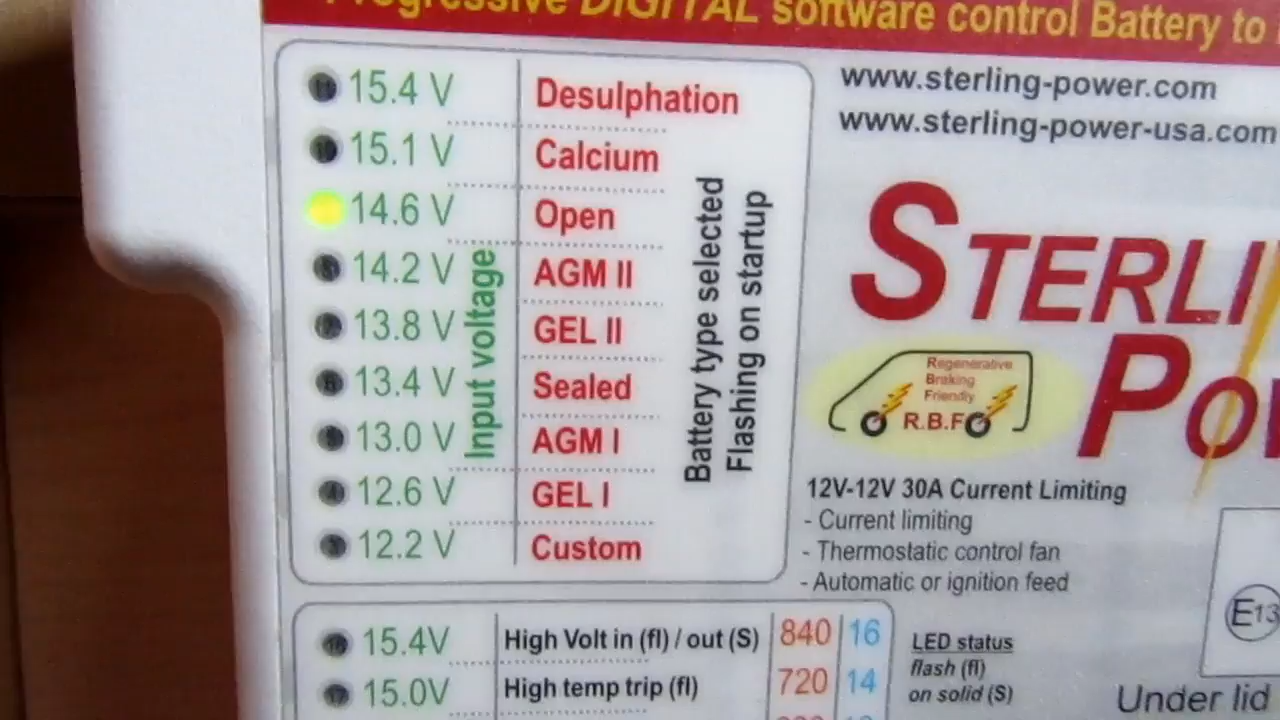 Progressive DIGITAL software control Battery to
15.4 V Desulphation
15.1 V Calcium
14.6 V Open
14.2 V AGM II
13.8 V GEL II
13.4 V Sealed
13.0 V AGM I
12.6 V GEL I
12.2 V Custom
Input voltage
Battery type selected
Flashing on startup
www.sterling-power.com
www.sterling-power-usa.com
STERLI
Regenerative
Braking
Friendly
R.B.F
12V-12V 30A Current Limiting
- Current limiting
- Thermostatic control fan
- Automatic or ignition feed
E13
15.4V High Volt in (fl) / out (S) 840 16
15.0V High temp trip (fl) 720 14
LED status
flash (fl)
on solid (S)
Under lid